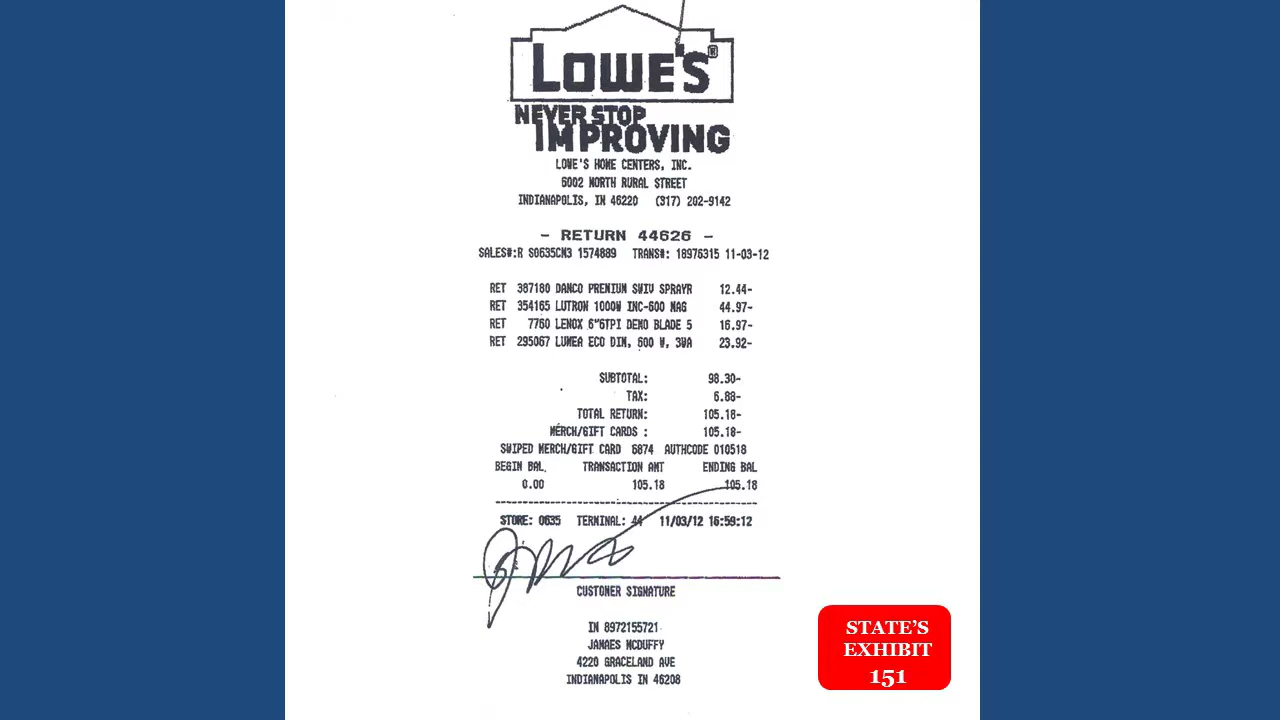 LOWE'S®
NEVER STOP
IMPROVING
LOWE'S HOME CENTERS, INC.
6002 NORTH RURAL STREET
INDIANAPOLIS, IN 46220 (317) 202-9142
- RETURN 44626 -
SALES#:R S0635CN3 1574889 TRANS#: 18976315 11-03-12
RET 387180 DANCO PREMIUM SWIV SPRAYR 12.44-
RET 354165 LUTRON 1000W INC-600 MAG 44.97-
RET 7760 LENOX 6"6TPI DEMO BLADE 5 16.97-
RET 295067 LUMEA ECO DIM, 600 W, 3WA 23.92-
SUBTOTAL: 98.30-
TAX: 6.88-
TOTAL RETURN: 105.18-
MERCH/GIFT CARDS : 105.18-
SWIPED MERCH/GIFT CARD 6874 AUTHCODE 010518
BEGIN BAL. TRANSACTION AMT ENDING BAL
0.00 105.18 105.18
STORE: 0635 TERMINAL: 44 11/03/12 16:59:12
CUSTOMER SIGNATURE
IN 8972155721
JAMAES MCDUFFY
4220 GRACELAND AVE
INDIANAPOLIS IN 46208
STATE'S
EXHIBIT
151